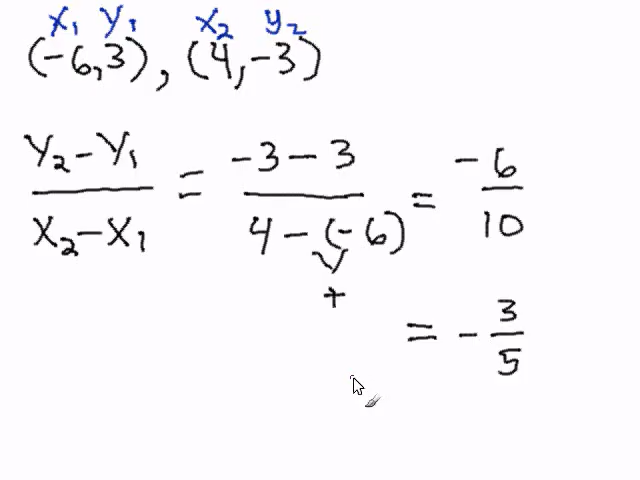 x₁ y₁ x₂ y₂
(-6,3), (4,-3)
y₂-y₁/x₂-x₁ = -3-3/4-(-6) = -6/10
+
= -3/5